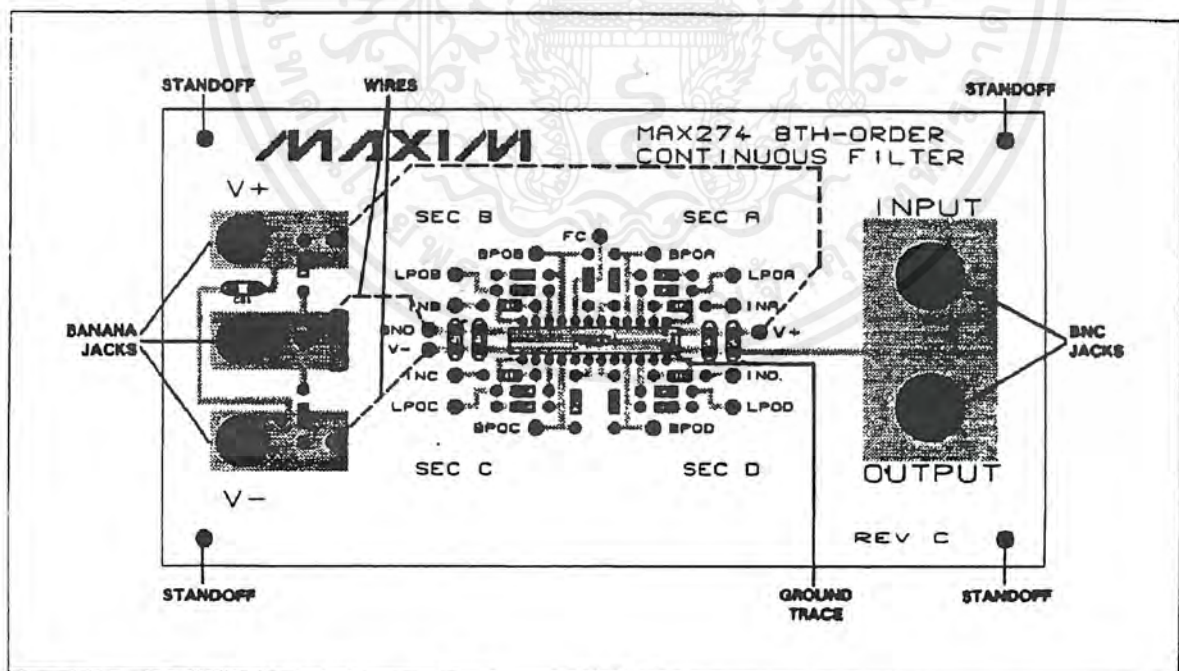 STANDOFF
WIRES
STANDOFF
MAXIM
MAX274 8TH-ORDER
CONTINUOUS FILTER
V+
INPUT
SEC B
SEC A
FC
BPOB
BPOA
LPOB
LPOA
INB
INA
BANANA
JACKS
GND
V+
BNC
JACKS
V-
INC
IND.
LPOC
LPOD
BPOC
BPOD
SEC C
SEC D
OUTPUT
V-
REV C
STANDOFF
GROUND
TRACE
STANDOFF